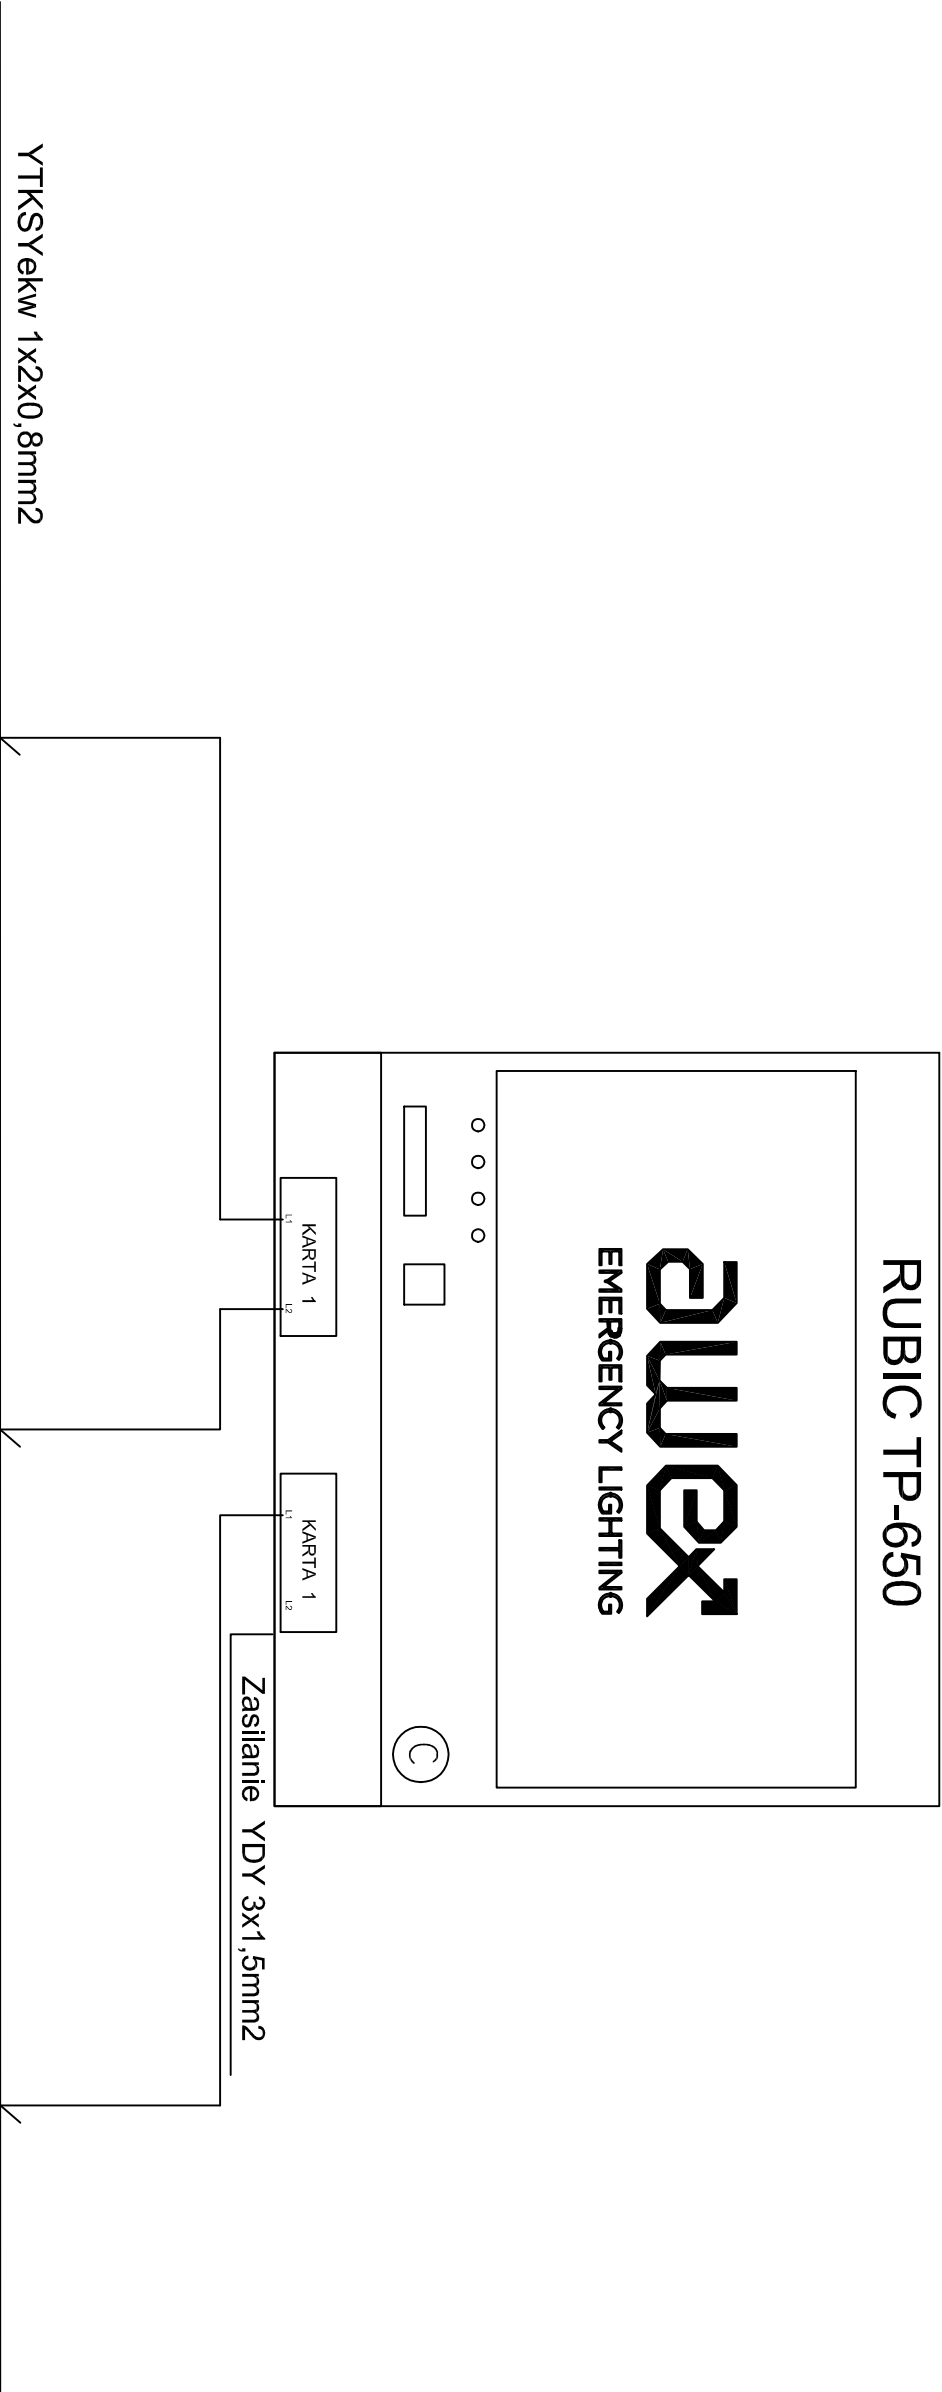 RUBIC TP-650
awex
EMERGENCY LIGHTING
C
KARTA 1
L1
L2
KARTA 1
L1
L2
Zasilanie YDY 3x1,5mm2
YTKSYekw 1x2x0,8mm2